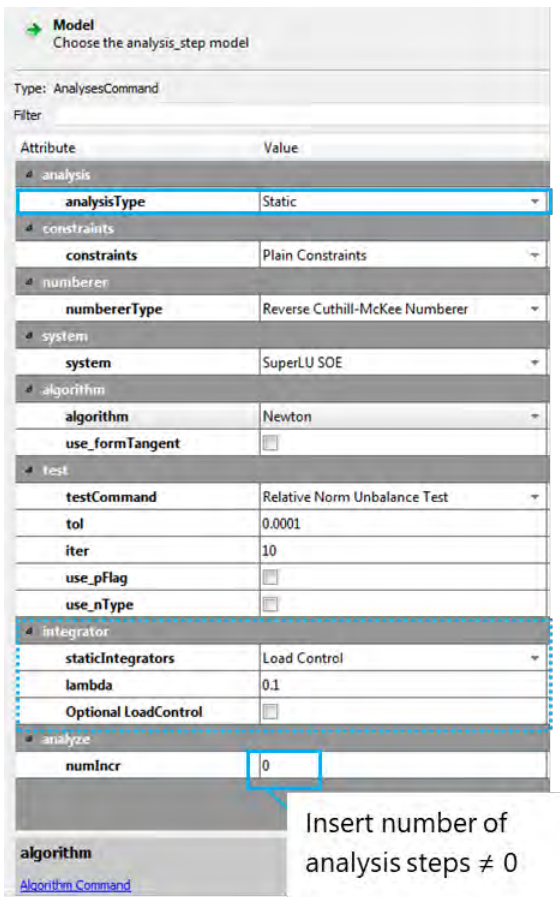 Model
Choose the analysis_step model
Type: AnalysesCommand
Filter
Attribute Value
analysis
analysisType Static
constraints
constraints Plain Constraints
numberer
numbererType Reverse Cuthill-McKee Numberer
system
system SuperLU SOE
algorithm
algorithm Newton
use_formTangent
test
testCommand Relative Norm Unbalance Test
tol 0.0001
iter 10
use_pFlag
use_nType
integrator
staticIntegrators Load Control
lambda 0.1
Optional LoadControl
analyze
numIncr 0
Insert number of
analysis steps ≠ 0
algorithm
Algorithm Command